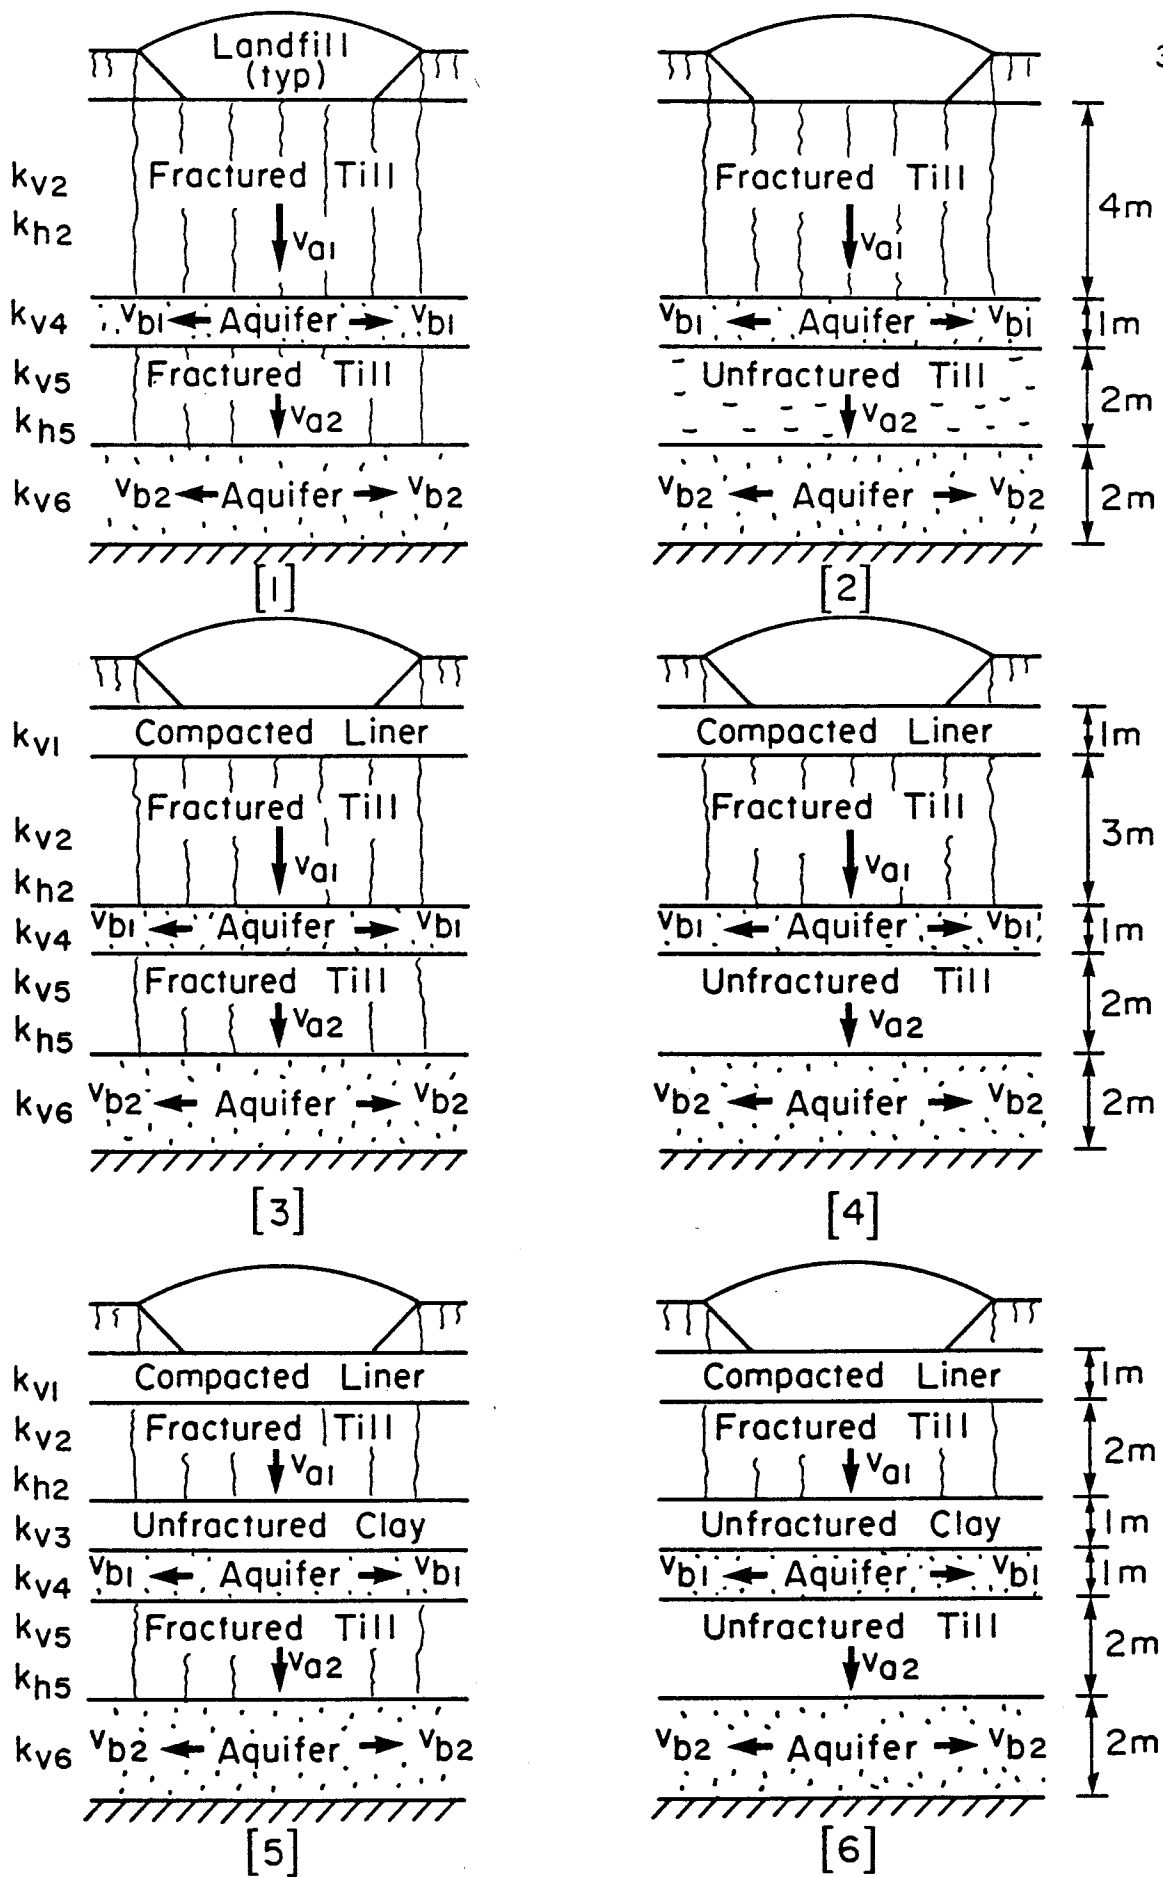 Landfill
(typ)
3
kv2
Fractured Till
Fractured Till
4m
kh2
va1
va1
kv4
vb1 Aquifer vb1
vb1 Aquifer vb1
1m
kv5
Fractured Till
Unfractured Till
2m
kh5
va2
va2
kv6
vb2 Aquifer vb2
vb2 Aquifer vb2
2m
[1]
[2]
kv1
Compacted Liner
Compacted Liner
1m
Fractured Till
Fractured Till
kv2
3m
va1
va1
kh2
kv4
vb1 Aquifer vb1
vb1 Aquifer vb1
1m
kv5
Fractured Till
Unfractured Till
2m
kh5
va2
va2
kv6
vb2 Aquifer vb2
vb2 Aquifer vb2
2m
[3]
[4]
kv1
Compacted Liner
Compacted Liner
1m
kv2
Fractured Till
Fractured Till
2m
kh2
va1
va1
kv3
Unfractured Clay
Unfractured Clay
1m
kv4
vb1 Aquifer vb1
vb1 Aquifer vb1
1m
kv5
Fractured Till
Unfractured Till
2m
kh5
va2
va2
kv6
vb2 Aquifer vb2
vb2 Aquifer vb2
2m
[5]
[6]